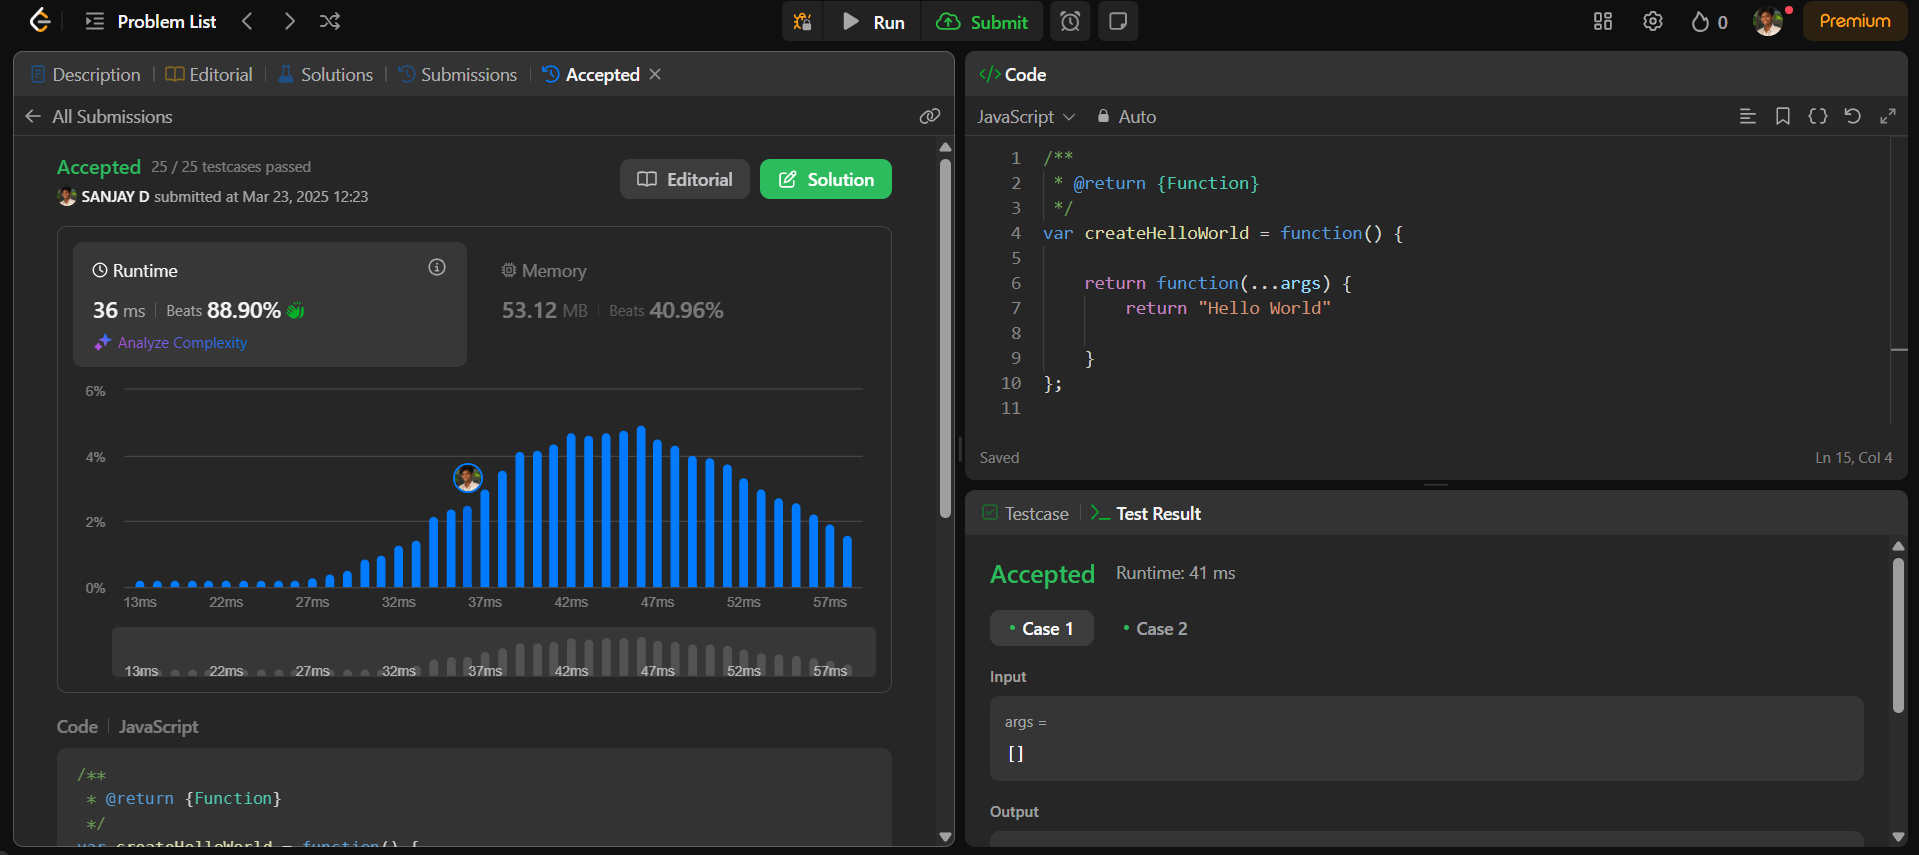 Problem List
Run
Submit
0
Premium
Description
Editorial
Solutions
Submissions
Accepted
All Submissions
Accepted 25 / 25 testcases passed
SANJAY D submitted at Mar 23, 2025 12:23
Editorial
Solution
Runtime
36 ms Beats 88.90%
Analyze Complexity
Memory
53.12 MB Beats 40.96%
6%
4%
2%
0%
13ms 22ms 27ms 32ms 37ms 42ms 47ms 52ms 57ms
13ms 22ms 27ms 32ms 37ms 42ms 47ms 52ms 57ms
Code JavaScript
/**
 * @return {Function}
 */
var createHelloWorld = function() {
Code
JavaScript Auto
1 /**
2  * @return {Function}
3  */
4 var createHelloWorld = function() {
5
6     return function(...args) {
7         return "Hello World"
8
9     }
10 };
11
Saved
Ln 15, Col 4
Testcase
>_ Test Result
Accepted Runtime: 41 ms
• Case 1
• Case 2
Input
args =
[]
Output